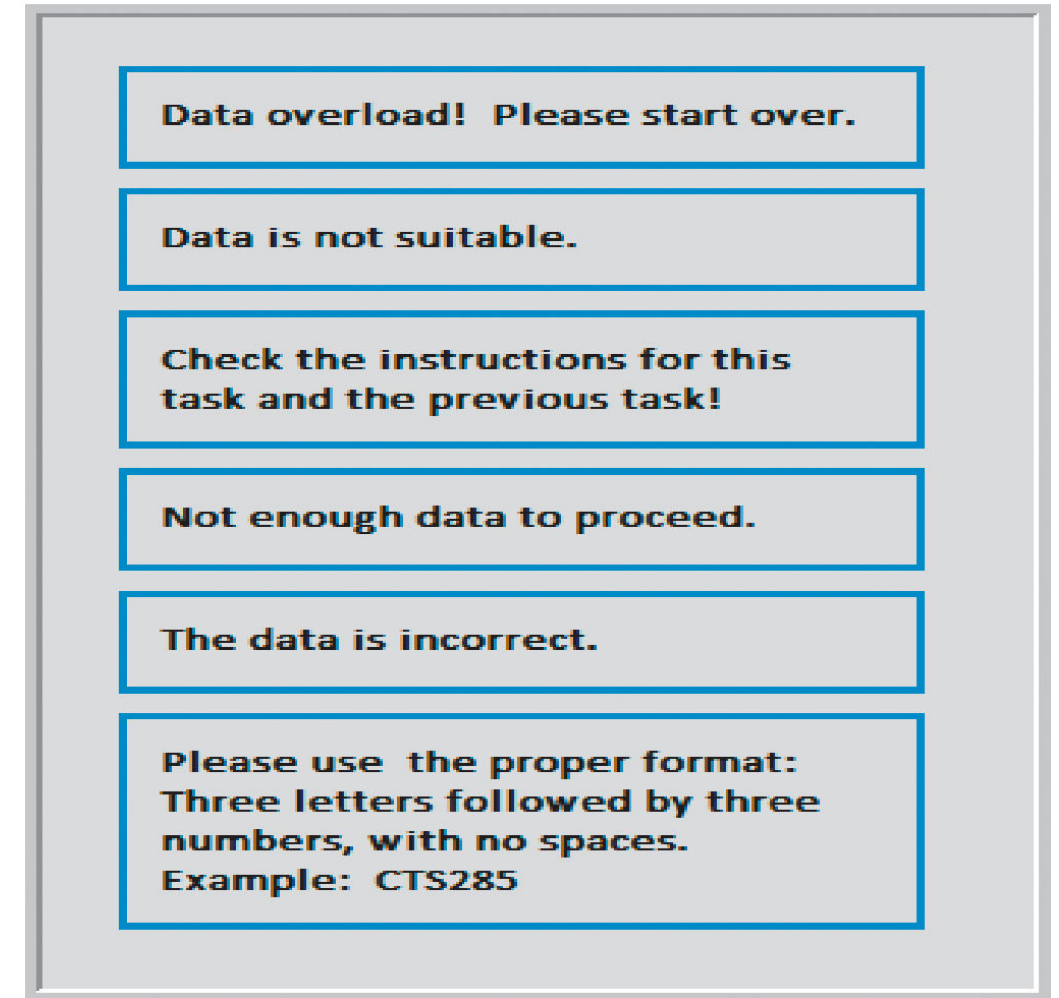 Data overload!  Please start over.
Data is not suitable.
Check the instructions for this
task and the previous task!
Not enough data to proceed.
The data is incorrect.
Please use  the proper format:
Three letters followed by three
numbers, with no spaces.
Example:  CTS285